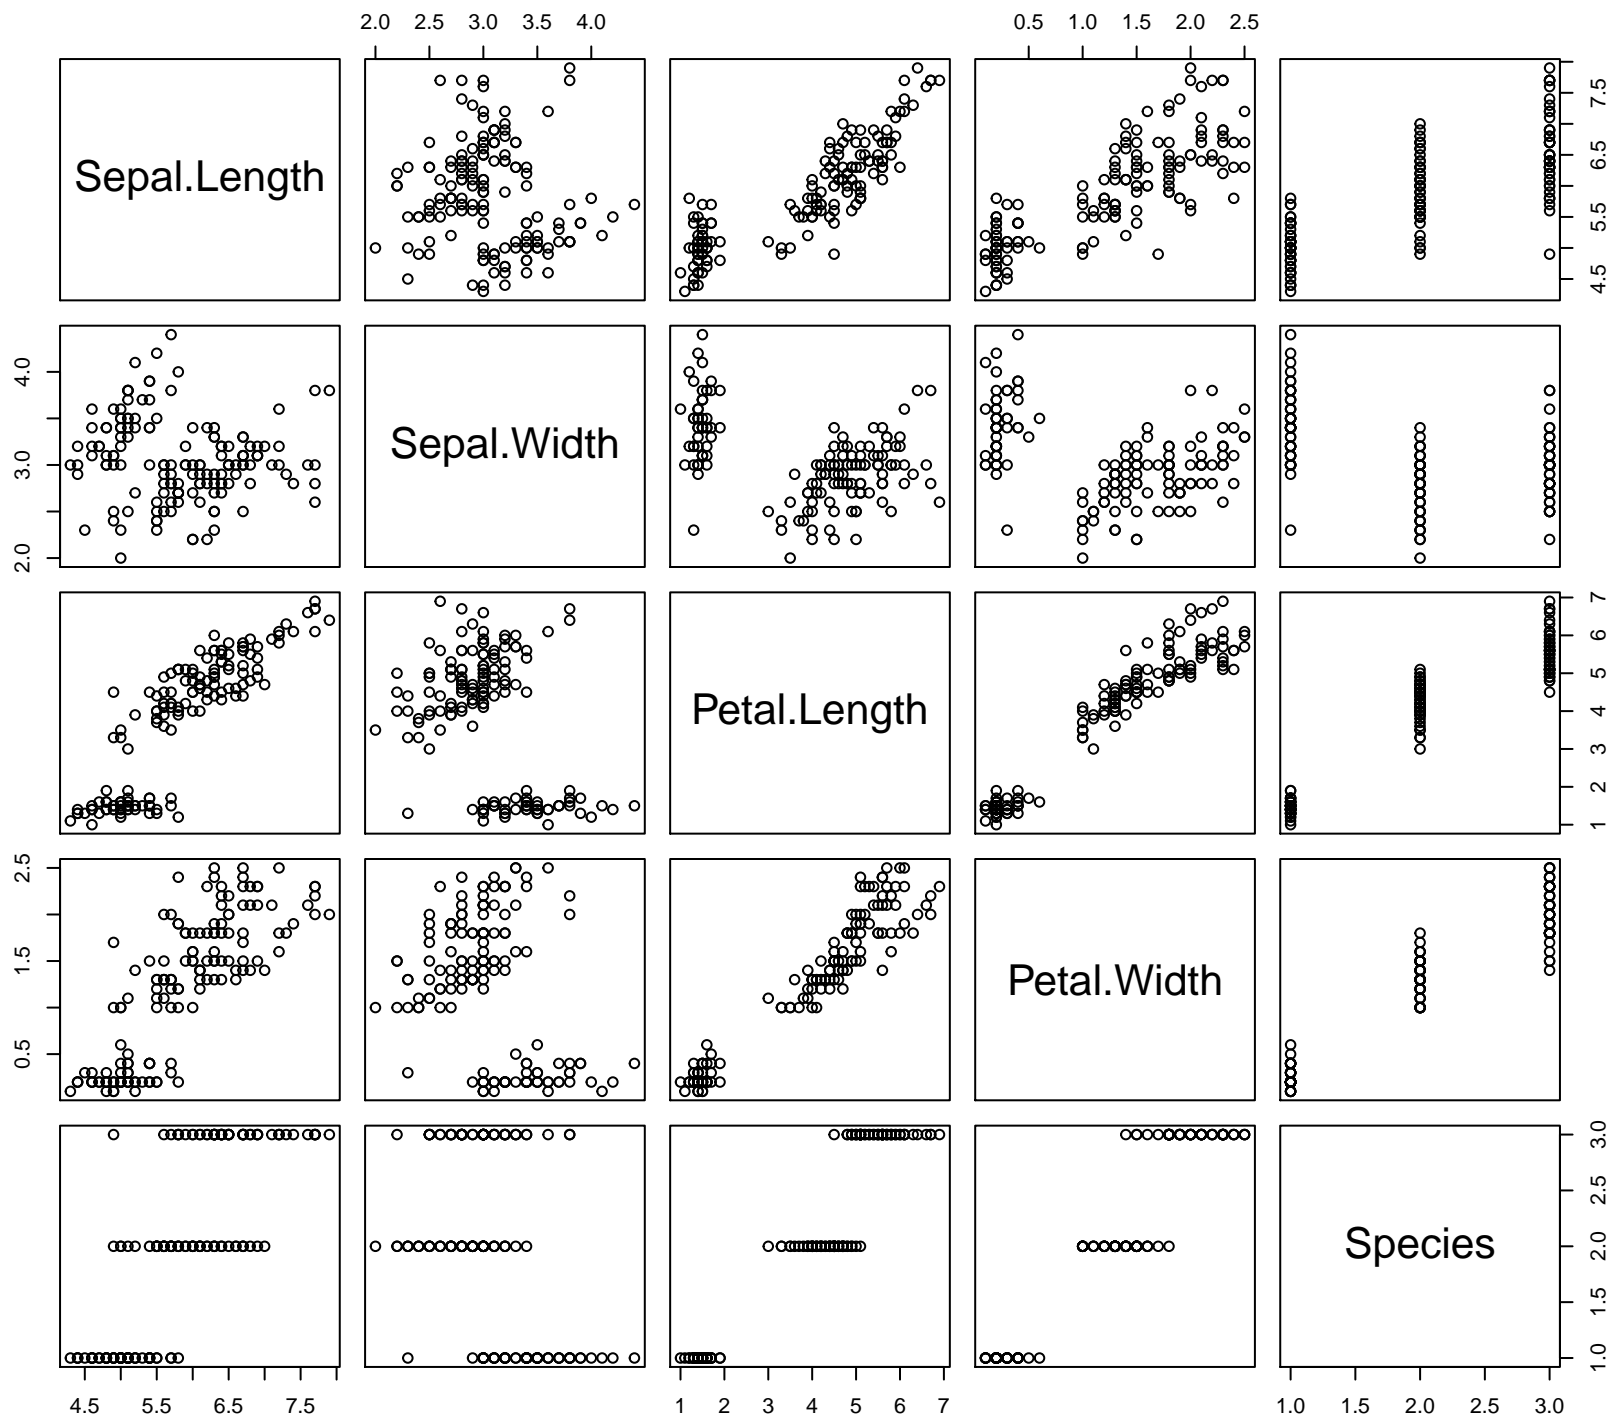 2.0 2.5 3.0 3.5 4.0
0.5 1.0 1.5 2.0 2.5
Sepal.Length
4.5 5.5 6.5 7.5
2.0 3.0 4.0
Sepal.Width
Petal.Length
1 2 3 4 5 6 7
0.5 1.5 2.5
Petal.Width
Species
1.0 1.5 2.0 2.5 3.0
4.5 5.5 6.5 7.5
1 2 3 4 5 6 7
1.0 1.5 2.0 2.5 3.0